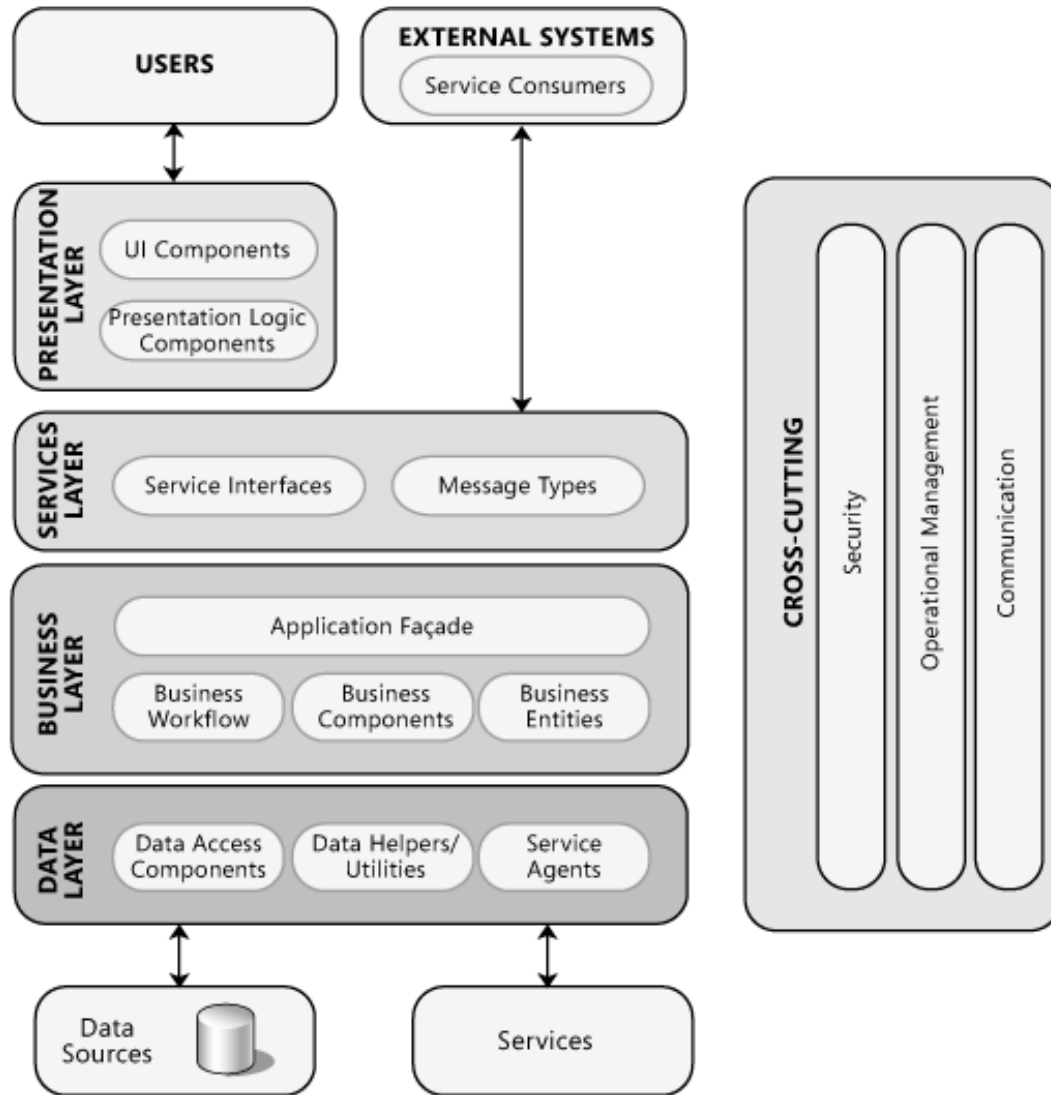 USERS
EXTERNAL SYSTEMS
Service Consumers
PRESENTATION
LAYER
UI Components
Presentation Logic
Components
SERVICES
LAYER
Service Interfaces
Message Types
BUSINESS
LAYER
Application Façade
Business
Workflow
Business
Components
Business
Entities
DATA
LAYER
Data Access
Components
Data Helpers/
Utilities
Service
Agents
Data
Sources
Services
CROSS-CUTTING
Security
Operational Management
Communication